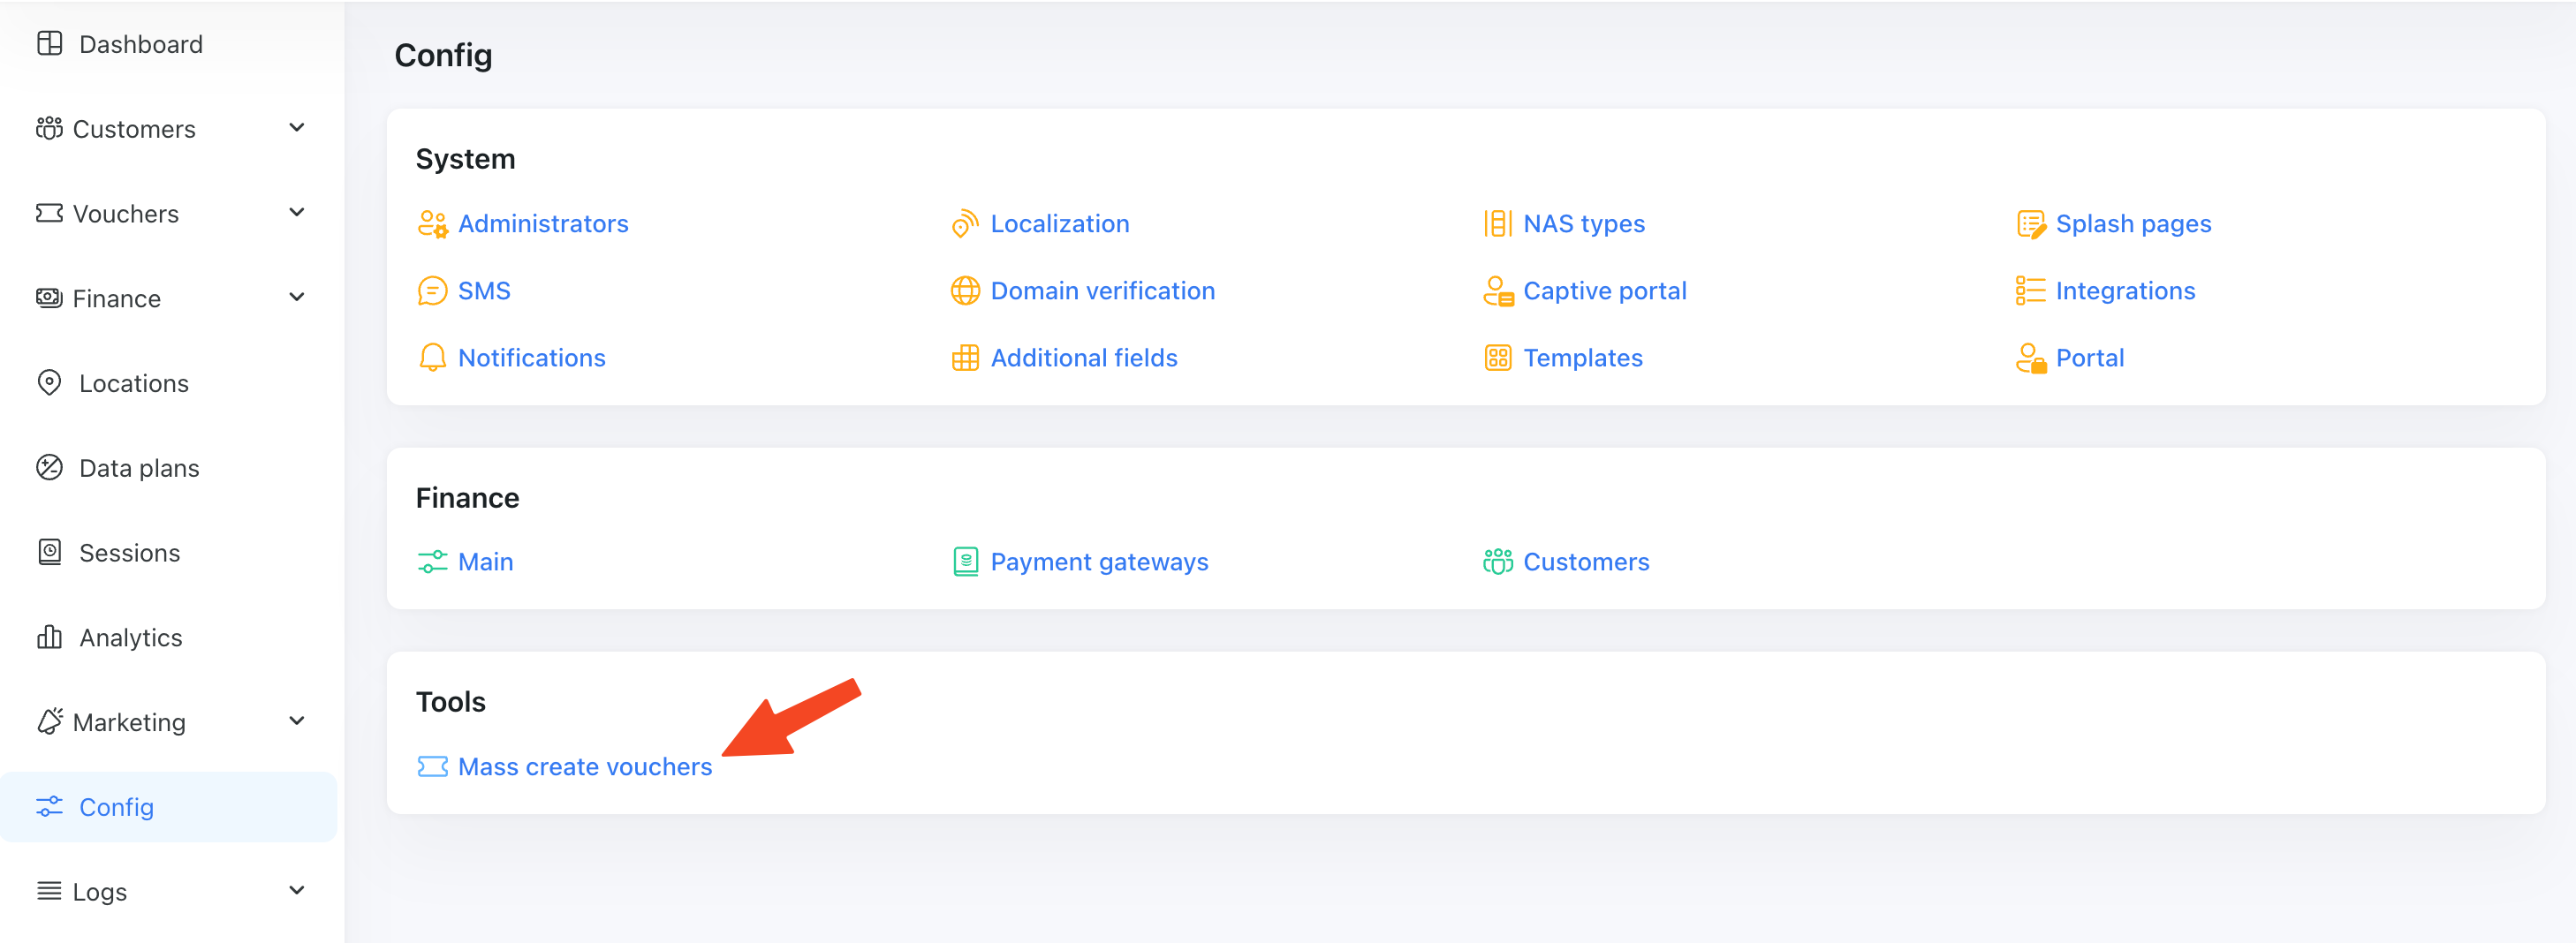 Dashboard
Customers
Vouchers
Finance
Locations
Data plans
Sessions
Analytics
Marketing
Config
Logs
Config
System
Administrators
Localization
NAS types
Splash pages
SMS
Domain verification
Captive portal
Integrations
Notifications
Additional fields
Templates
Portal
Finance
Main
Payment gateways
Customers
Tools
Mass create vouchers